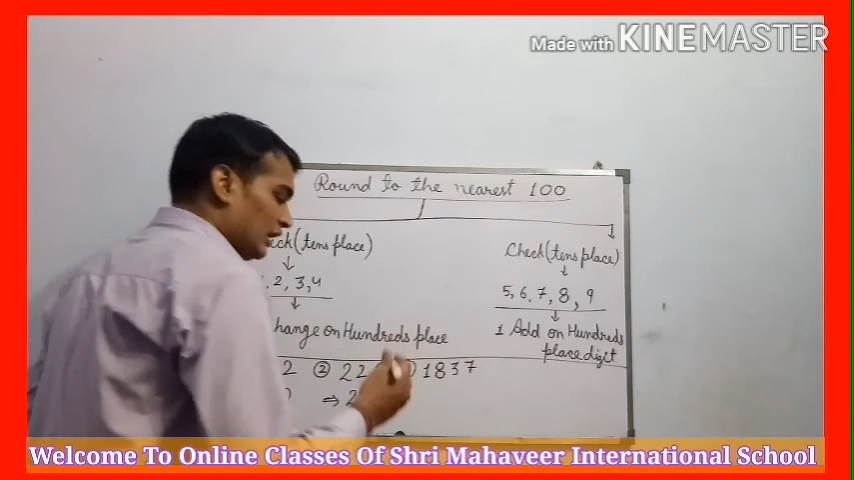 Made with KINEMASTER
Round to the nearest 100
(tens place)
Check (tens place)
2, 3, 4
5, 6, 7, 8, 9
on Hundreds place
1 Add on Hundreds
place digit
2 ② 22 1837
⇒ 2
Welcome To Online Classes Of Shri Mahaveer International School